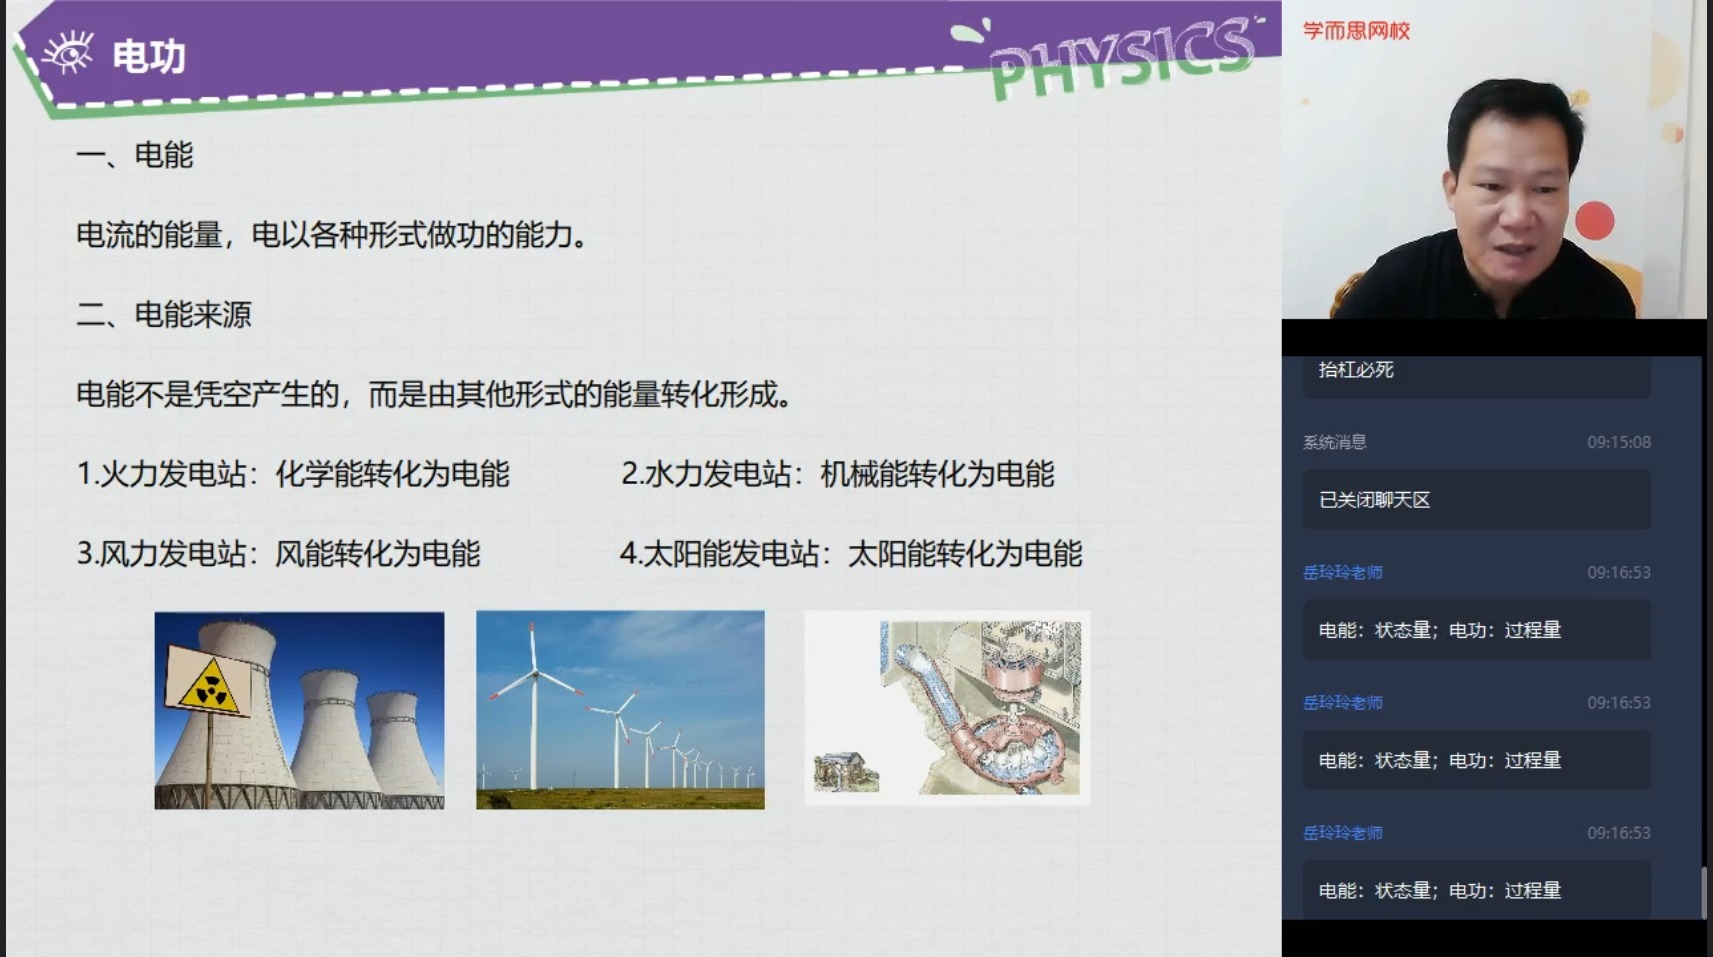 电功
PHYSICS
一、电能
电流的能量，电以各种形式做功的能力。
二、电能来源
电能不是凭空产生的，而是由其他形式的能量转化形成。
1.火力发电站：化学能转化为电能
2.水力发电站：机械能转化为电能
3.风力发电站：风能转化为电能
4.太阳能发电站：太阳能转化为电能
学而思网校
抬杠必死
系统消息 09:15:08
已关闭聊天区
岳玲玲老师 09:16:53
电能：状态量；电功：过程量
岳玲玲老师 09:16:53
电能：状态量；电功：过程量
岳玲玲老师 09:16:53
电能：状态量；电功：过程量